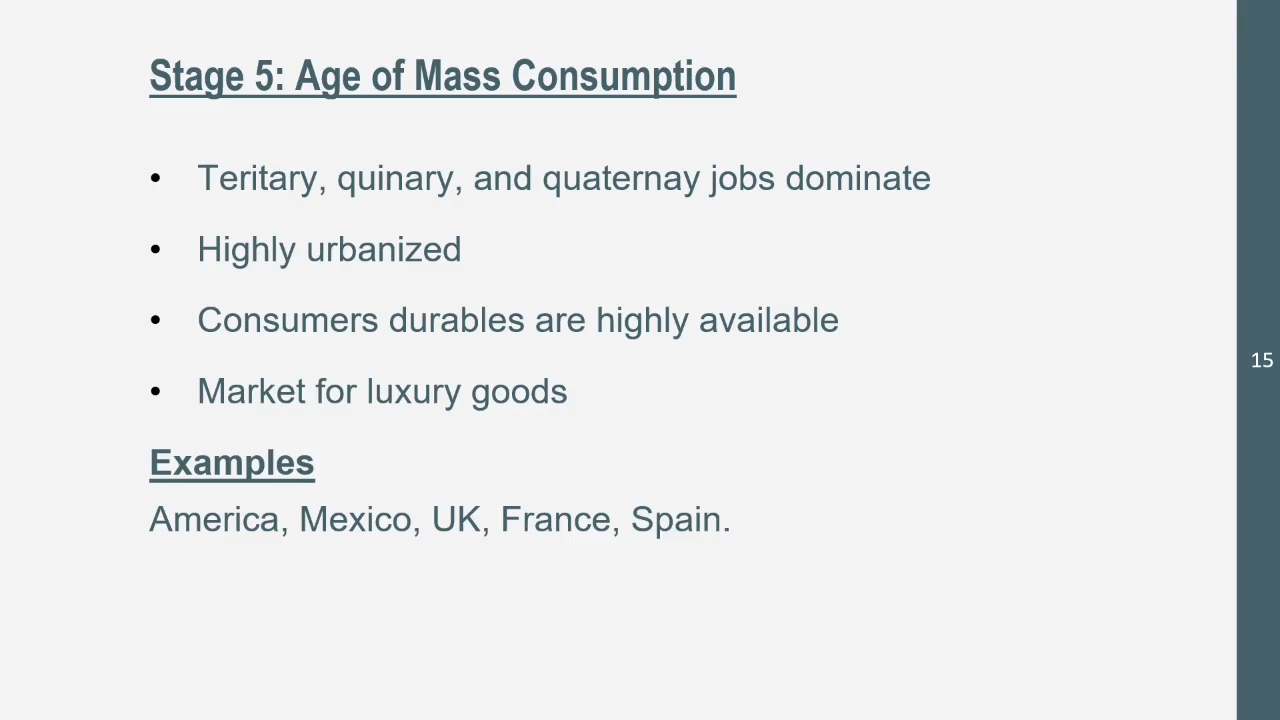 Stage 5: Age of Mass Consumption
• Teritary, quinary, and quaternay jobs dominate
• Highly urbanized
• Consumers durables are highly available
• Market for luxury goods
Examples
America, Mexico, UK, France, Spain.
15